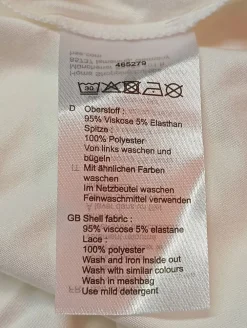 465279
30
D Oberstoff :
95% Viskose 5% Elasthan
Spitze :
100% Polyester
Von links waschen und
bügeln
Mit ähnlichen Farben
waschen
Im Netzbeutel waschen
Feinwaschmittel verwenden
GB Shell fabric :
95% viscose 5% elastane
Lace :
100% polyester
Wash and iron inside out
Wash with similar colours
Wash in meshbag
Use mild detergent